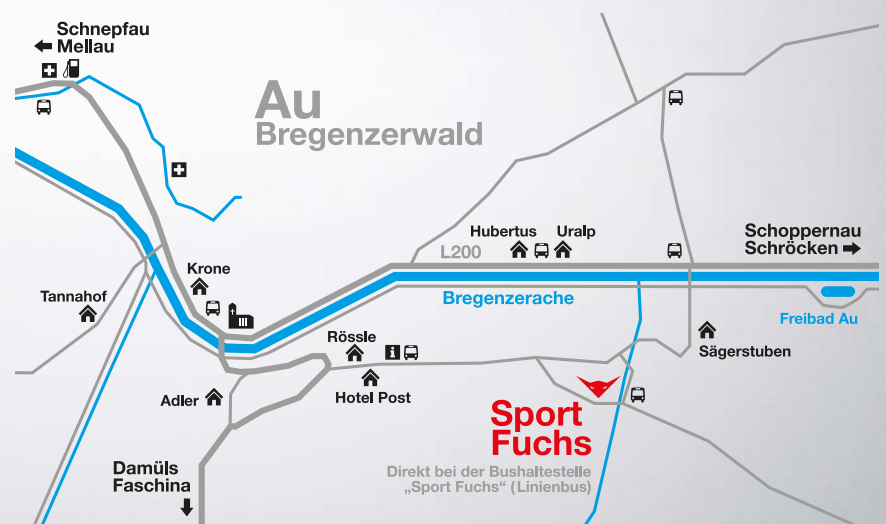 Schnepfau
Mellau
Au
Bregenzerwald
Hubertus
Uralp
Schoppernau
Schröcken
L200
Krone
Tannahof
Bregenzerache
Freibad Au
Rössle
i
Sägerstuben
Adler
Hotel Post
Sport
Fuchs
Direkt bei der Bushaltestelle
„Sport Fuchs“ (Linienbus)
Damüls
Faschina